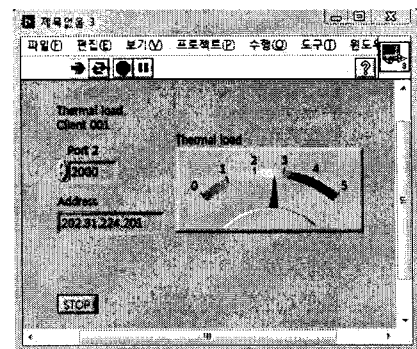 제목없음 3
파일(F) 편집(E) 보기(V) 프로젝트(P) 수행(O) 도구(T) 윈도우
Thermal load
Client 001
Port 2
2000
Address
202.31.224.201
Thermal load
0 1 2 3 4 5
STOP